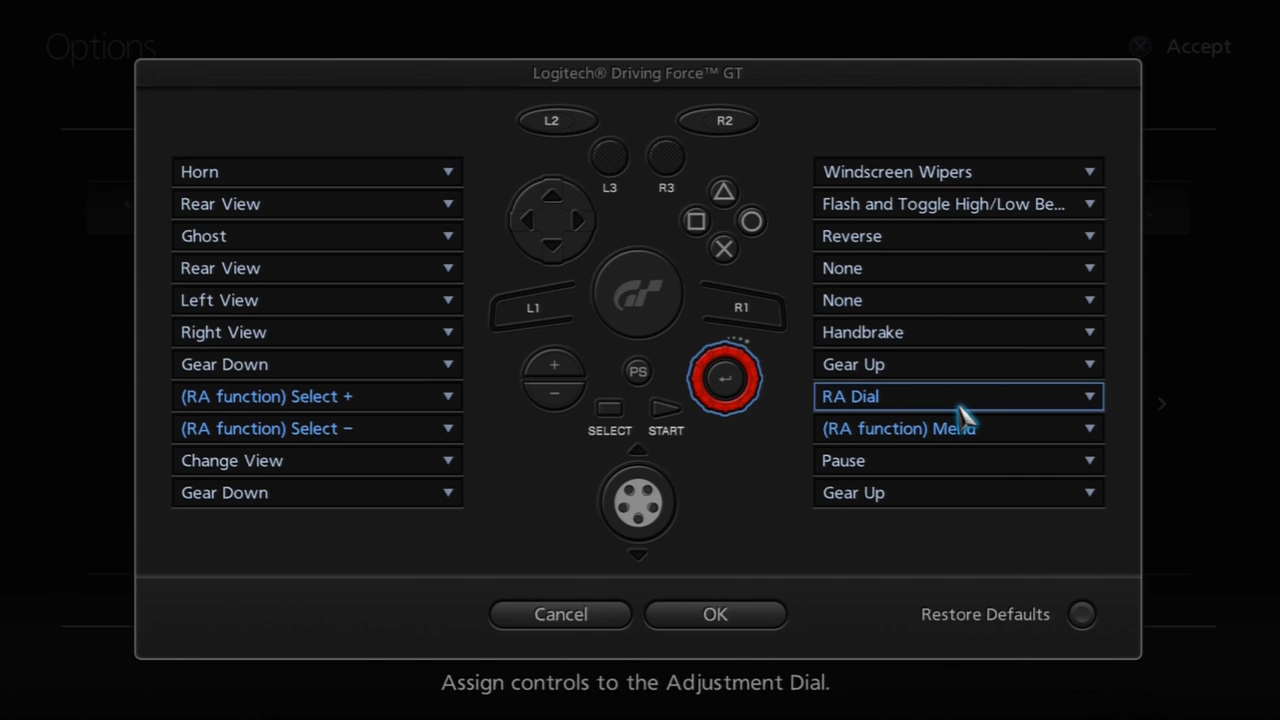 Options
Accept
Logitech® Driving Force™ GT
L2
R2
L3
R3
L1
R1
+
−
PS
SELECT
START
Horn
Rear View
Ghost
Rear View
Left View
Right View
Gear Down
(RA function) Select +
(RA function) Select −
Change View
Gear Down
Windscreen Wipers
Flash and Toggle High/Low Be...
Reverse
None
None
Handbrake
Gear Up
RA Dial
(RA function) Menu
Pause
Gear Up
Cancel
OK
Restore Defaults
Assign controls to the Adjustment Dial.